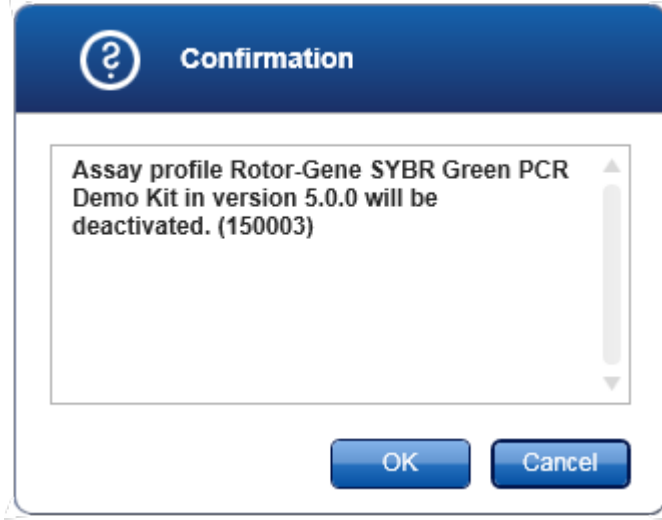 Confirmation
Assay profile Rotor-Gene SYBR Green PCR
Demo Kit in version 5.0.0 will be
deactivated. (150003)
OK Cancel